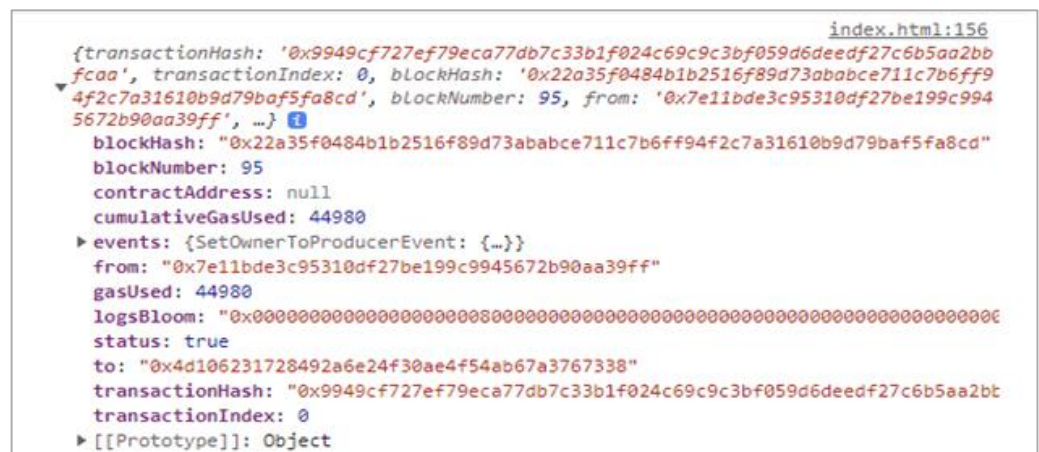 index.html:156
{transactionHash: '0x9949cf727ef79eca77db7c33b1f024c69c9c3bf059d6deedf27c6b5aa2bb
fcaa', transactionIndex: 0, blockHash: '0x22a35f0484b1b2516f89d73ababce711c7b6ff9
4f2c7a31610b9d79baf5fa8cd', blockNumber: 95, from: '0x7e11bde3c95310df27be199c994
5672b90aa39ff', …}
blockHash: "0x22a35f0484b1b2516f89d73ababce711c7b6ff94f2c7a31610b9d79baf5fa8cd"
blockNumber: 95
contractAddress: null
cumulativeGasUsed: 44980
events: {SetOwnerToProducerEvent: {…}}
from: "0x7e11bde3c95310df27be199c9945672b90aa39ff"
gasUsed: 44980
logsBloom:
status: true
to: "0x4d106231728492a6e24f30ae4f54ab67a3767338"
transactionHash: "0x9949cf727ef79eca77db7c33b1f024c69c9c3bf059d6deedf27c6b5aa2bb
transactionIndex: 0
[[Prototype]]: Object